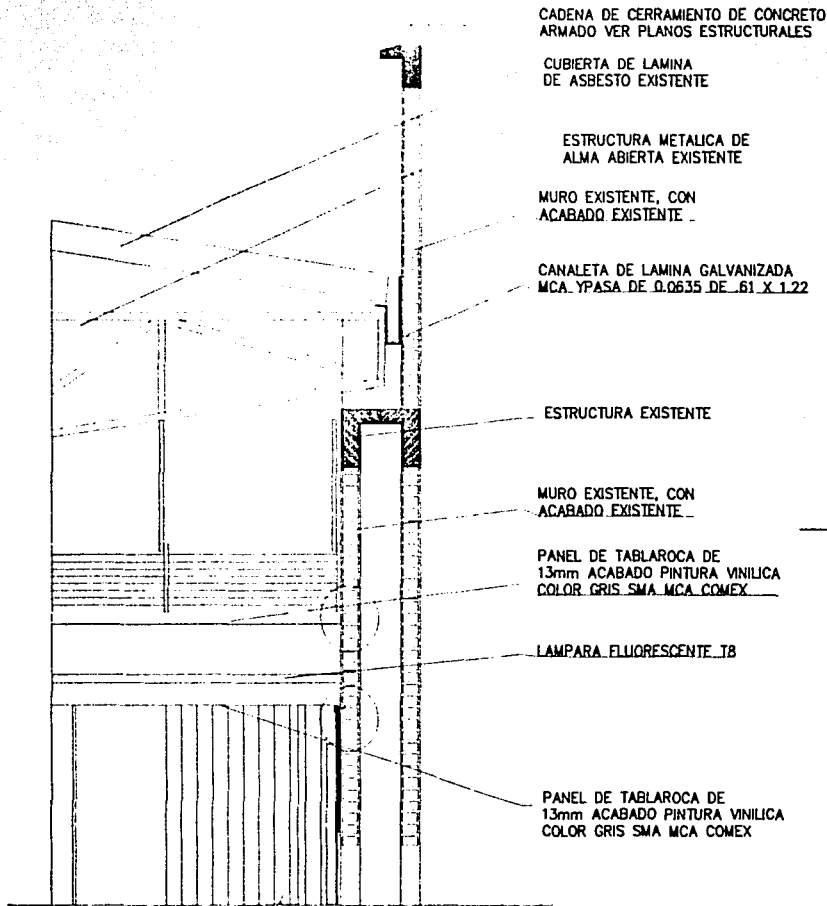 CADENA DE CERRAMIENTO DE CONCRETO
ARMADO VER PLANOS ESTRUCTURALES
CUBIERTA DE LAMINA
DE ASBESTO EXISTENTE
ESTRUCTURA METALICA DE
ALMA ABIERTA EXISTENTE
MURO EXISTENTE, CON
ACABADO EXISTENTE
CANALETA DE LAMINA GALVANIZADA
MCA. YPASA DE 0.0635 DE .61 X 1.22
ESTRUCTURA EXISTENTE
MURO EXISTENTE, CON
ACABADO EXISTENTE
PANEL DE TABLAROCA DE
13mm ACABADO PINTURA VINILICA
COLOR GRIS SMA MCA COMEX
LAMPARA FLUORESCENTE T8
PANEL DE TABLAROCA DE
13mm ACABADO PINTURA VINILICA
COLOR GRIS SMA MCA COMEX